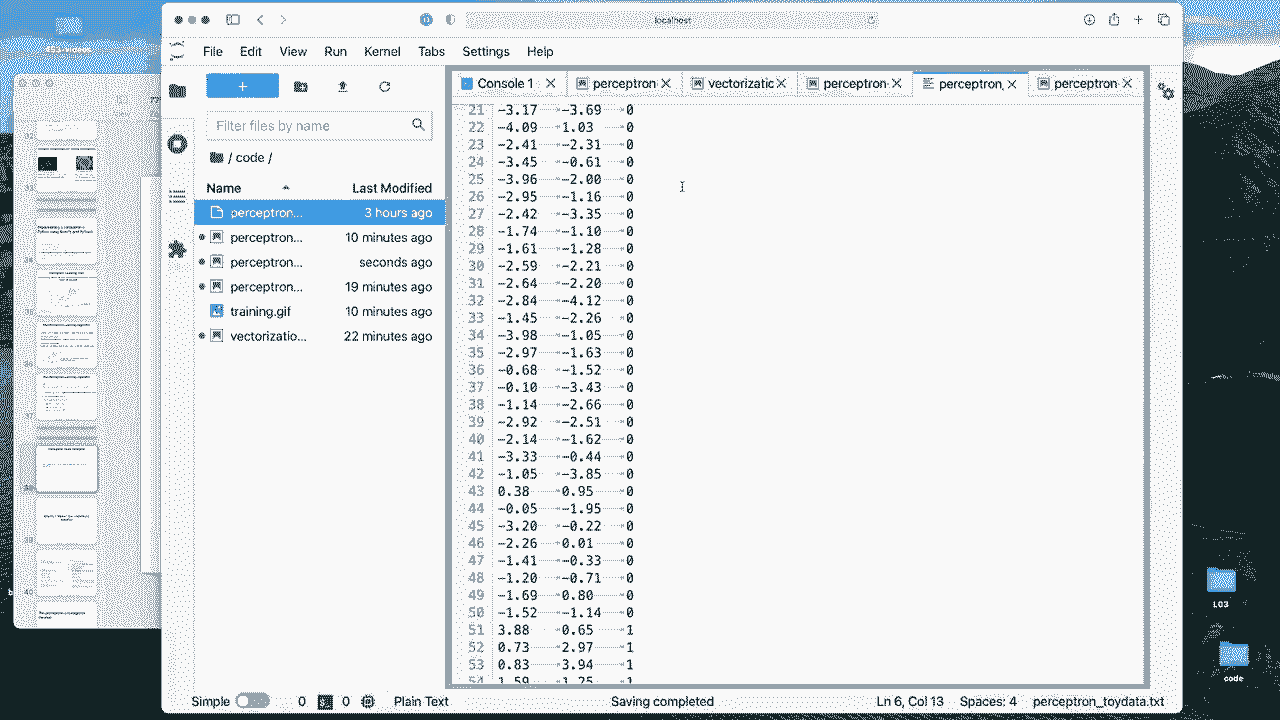 453-videos
localhost
File Edit View Run Kernel Tabs Settings Help
Console 1 perceptron vectorizatic perceptron perceptron, perceptron
Filter files by name
/ code /
Name Last Modified
perceptron... 3 hours ago
perceptron... 10 minutes ago
perceptron... seconds ago
perceptron... 19 minutes ago
training.gif 10 minutes ago
vectorizatio... 22 minutes ago
21 -3.17 -3.69 0
22 -4.09 1.03 0
23 -2.41 -2.31 0
24 -3.45 -0.61 0
25 -3.96 -2.00 0
26 -2.95 -1.16 0
27 -2.42 -3.35 0
28 -1.74 -1.10 0
29 -1.61 -1.28 0
30 -2.59 -2.21 0
31 -2.64 -2.20 0
32 -2.84 -4.12 0
33 -1.45 -2.26 0
34 -3.98 -1.05 0
35 -2.97 -1.63 0
36 -0.68 -1.52 0
37 -0.10 -3.43 0
38 -1.14 -2.66 0
39 -2.92 -2.51 0
40 -2.14 -1.62 0
41 -3.33 -0.44 0
42 -1.05 -3.85 0
43 0.38 0.95 0
44 -0.05 -1.95 0
45 -3.20 -0.22 0
46 -2.26 0.01 0
47 -1.41 -0.33 0
48 -1.20 -0.71 0
49 -1.69 0.80 0
50 -1.52 -1.14 0
51 3.88 0.65 1
52 0.73 2.97 1
53 0.83 3.94 1
54 1.59 1.25 1
Simple 0 0 Plain Text Saving completed Ln 6, Col 13 Spaces: 4 perceptron_toydata.txt
L03
code